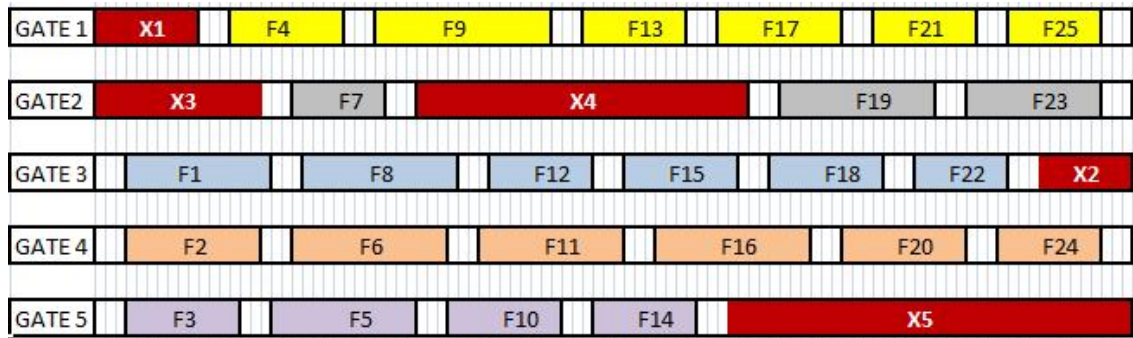 GATE 1 X1 F4 F9 F13 F17 F21 F25
GATE2 X3 F7 X4 F19 F23
GATE 3 F1 F8 F12 F15 F18 F22 X2
GATE 4 F2 F6 F11 F16 F20 F24
GATE 5 F3 F5 F10 F14 X5